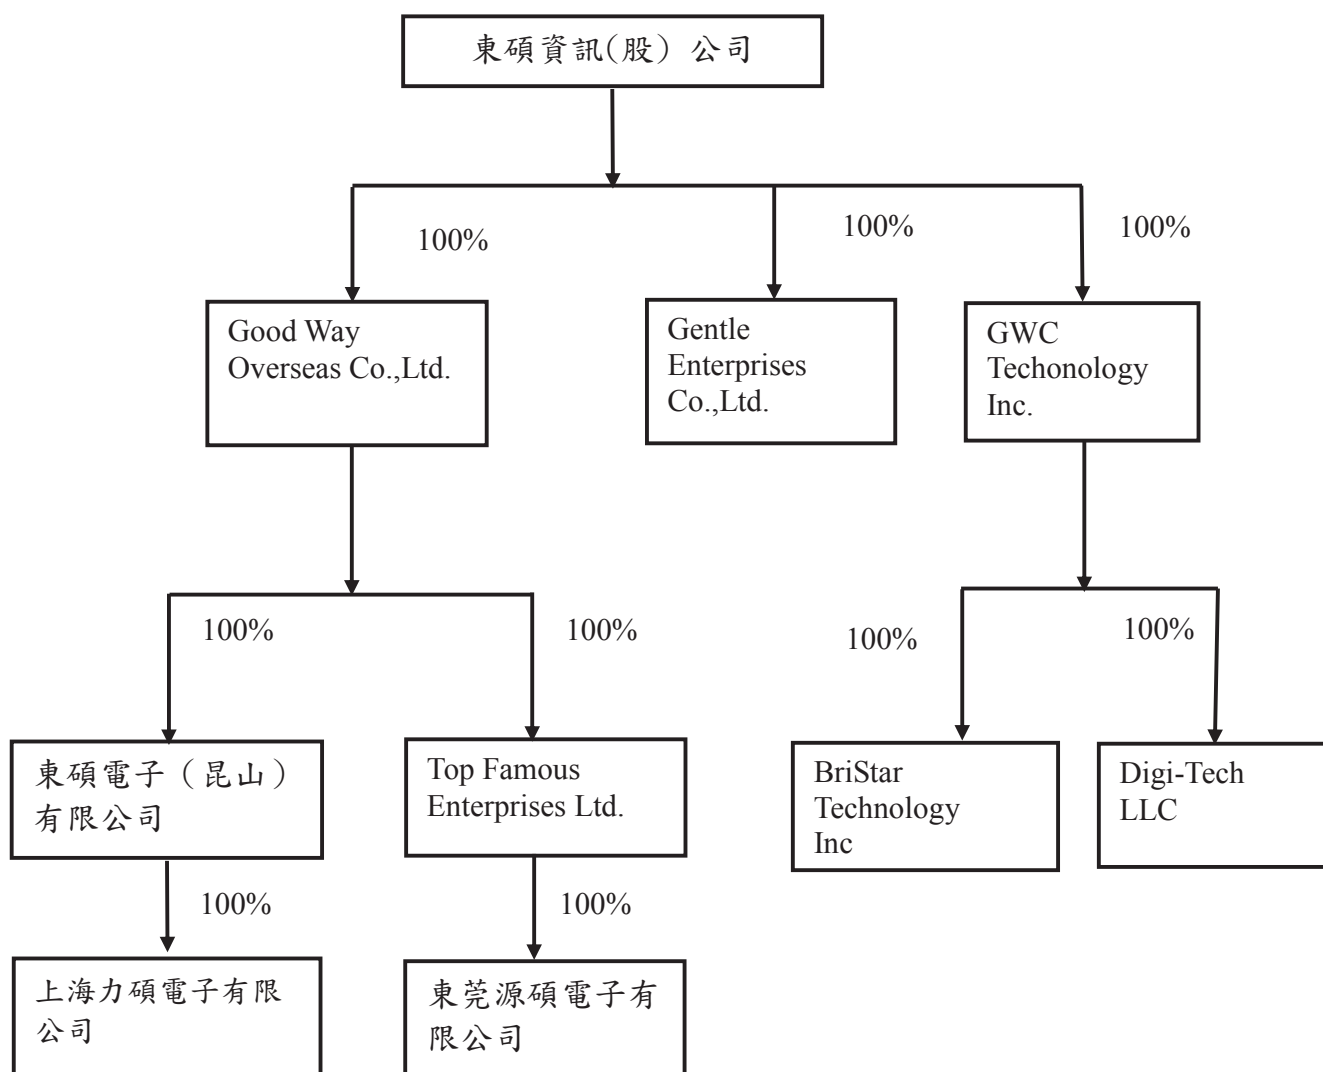 東碩資訊(股) 公司
100%
100%
100%
Good Way
Overseas Co.,Ltd.
Gentle
Enterprises
Co.,Ltd.
GWC
Techonology
Inc.
100%
100%
100%
100%
東碩電子（昆山）
有限公司
Top Famous
Enterprises Ltd.
BriStar
Technology
Inc
Digi-Tech
LLC
100%
100%
上海力碩電子有限
公司
東莞源碩電子有
限公司